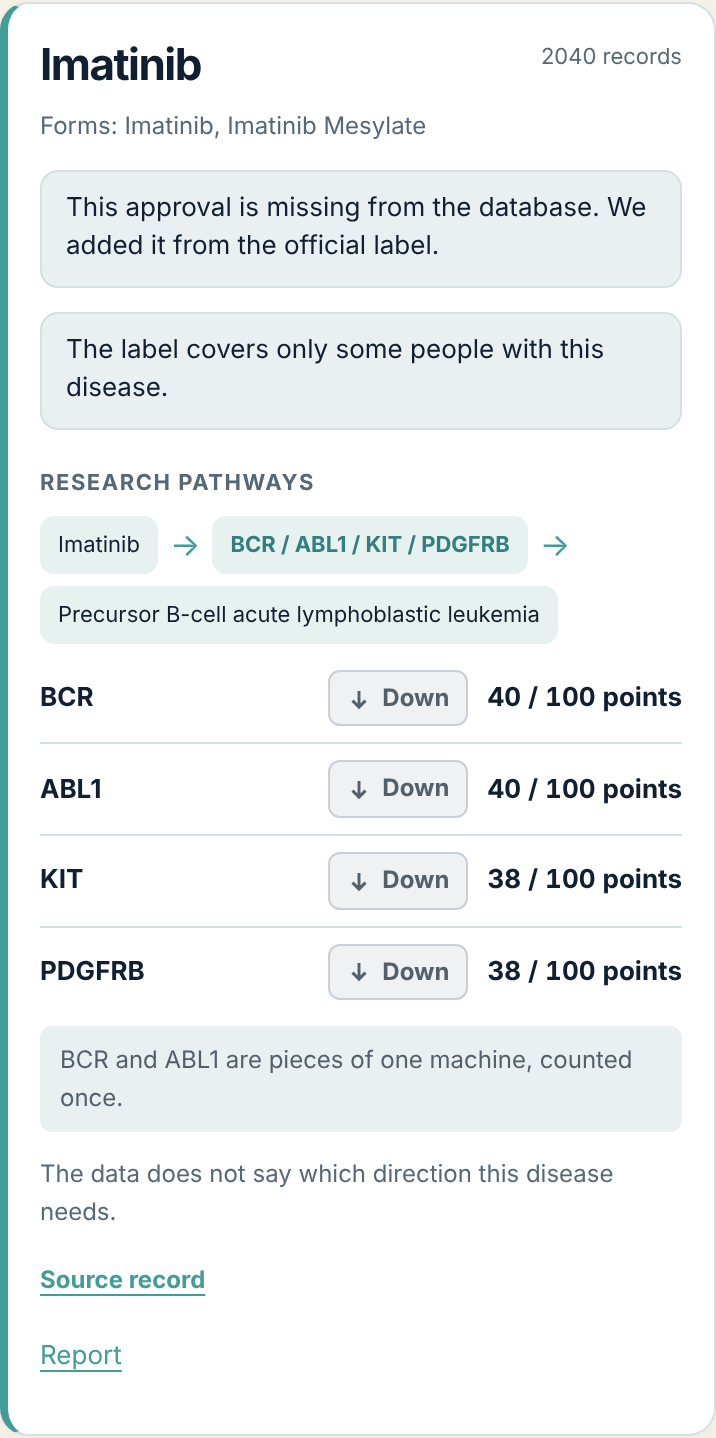 Imatinib
2040 records
Forms: Imatinib, Imatinib Mesylate
This approval is missing from the database. We
added it from the official label.
The label covers only some people with this
disease.
RESEARCH PATHWAYS
Imatinib → BCR / ABL1 / KIT / PDGFRB →
Precursor B-cell acute lymphoblastic leukemia
BCR ↓ Down 40 / 100 points
ABL1 ↓ Down 40 / 100 points
KIT ↓ Down 38 / 100 points
PDGFRB ↓ Down 38 / 100 points
BCR and ABL1 are pieces of one machine, counted
once.
The data does not say which direction this disease
needs.
Source record
Report